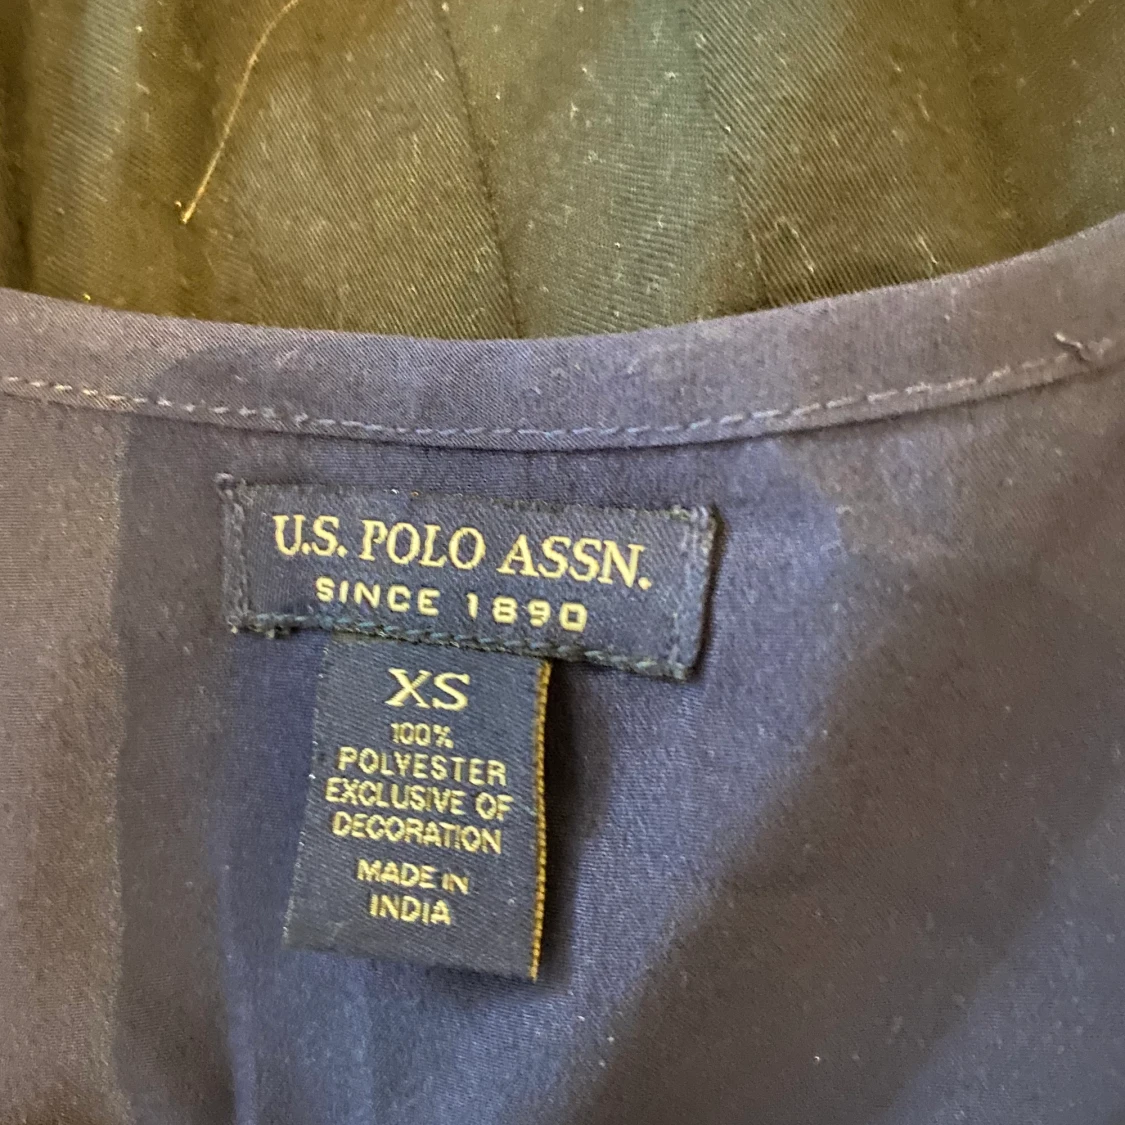 U.S. POLO ASSN.
SINCE 1890
XS
100%
POLYESTER
EXCLUSIVE OF
DECORATION
MADE IN
INDIA